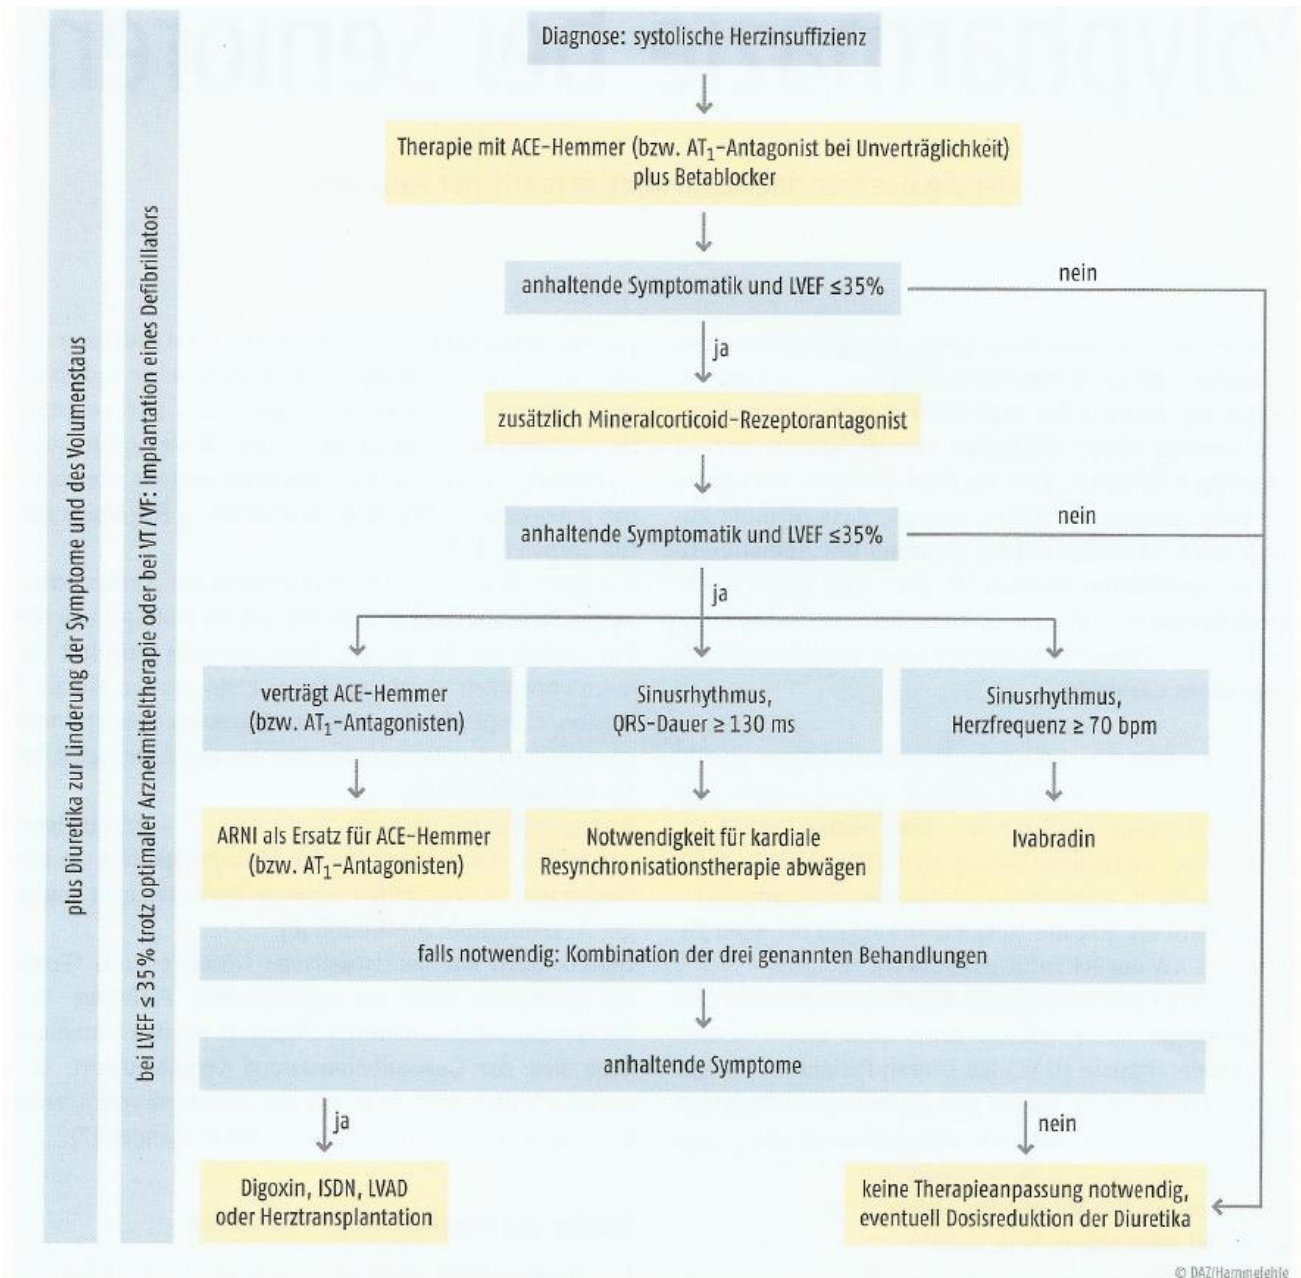 Diagnose: systolische Herzinsuffizienz
Therapie mit ACE-Hemmer (bzw. AT₁-Antagonist bei Unverträglichkeit)
plus Betablocker
anhaltende Symptomatik und LVEF ≤35%
nein
ja
zusätzlich Mineralcorticoid-Rezeptorantagonist
anhaltende Symptomatik und LVEF ≤35%
nein
ja
verträgt ACE-Hemmer
(bzw. AT₁-Antagonisten)
Sinusrhythmus,
QRS-Dauer ≥ 130 ms
Sinusrhythmus,
Herzfrequenz ≥ 70 bpm
ARNI als Ersatz für ACE-Hemmer
(bzw. AT₁-Antagonisten)
Notwendigkeit für kardiale
Resynchronisationstherapie abwägen
Ivabradin
falls notwendig: Kombination der drei genannten Behandlungen
anhaltende Symptome
ja
nein
Digoxin, ISDN, LVAD
oder Herztransplantation
keine Therapieanpassung notwendig,
eventuell Dosisreduktion der Diuretika
plus Diuretika zur Linderung der Symptome und des Volumenstaus
bei LVEF ≤ 35% trotz optimaler Arzneimitteltherapie oder bei VT/VF: Implantation eines Defibrillators
© DAZ/Hammelehle